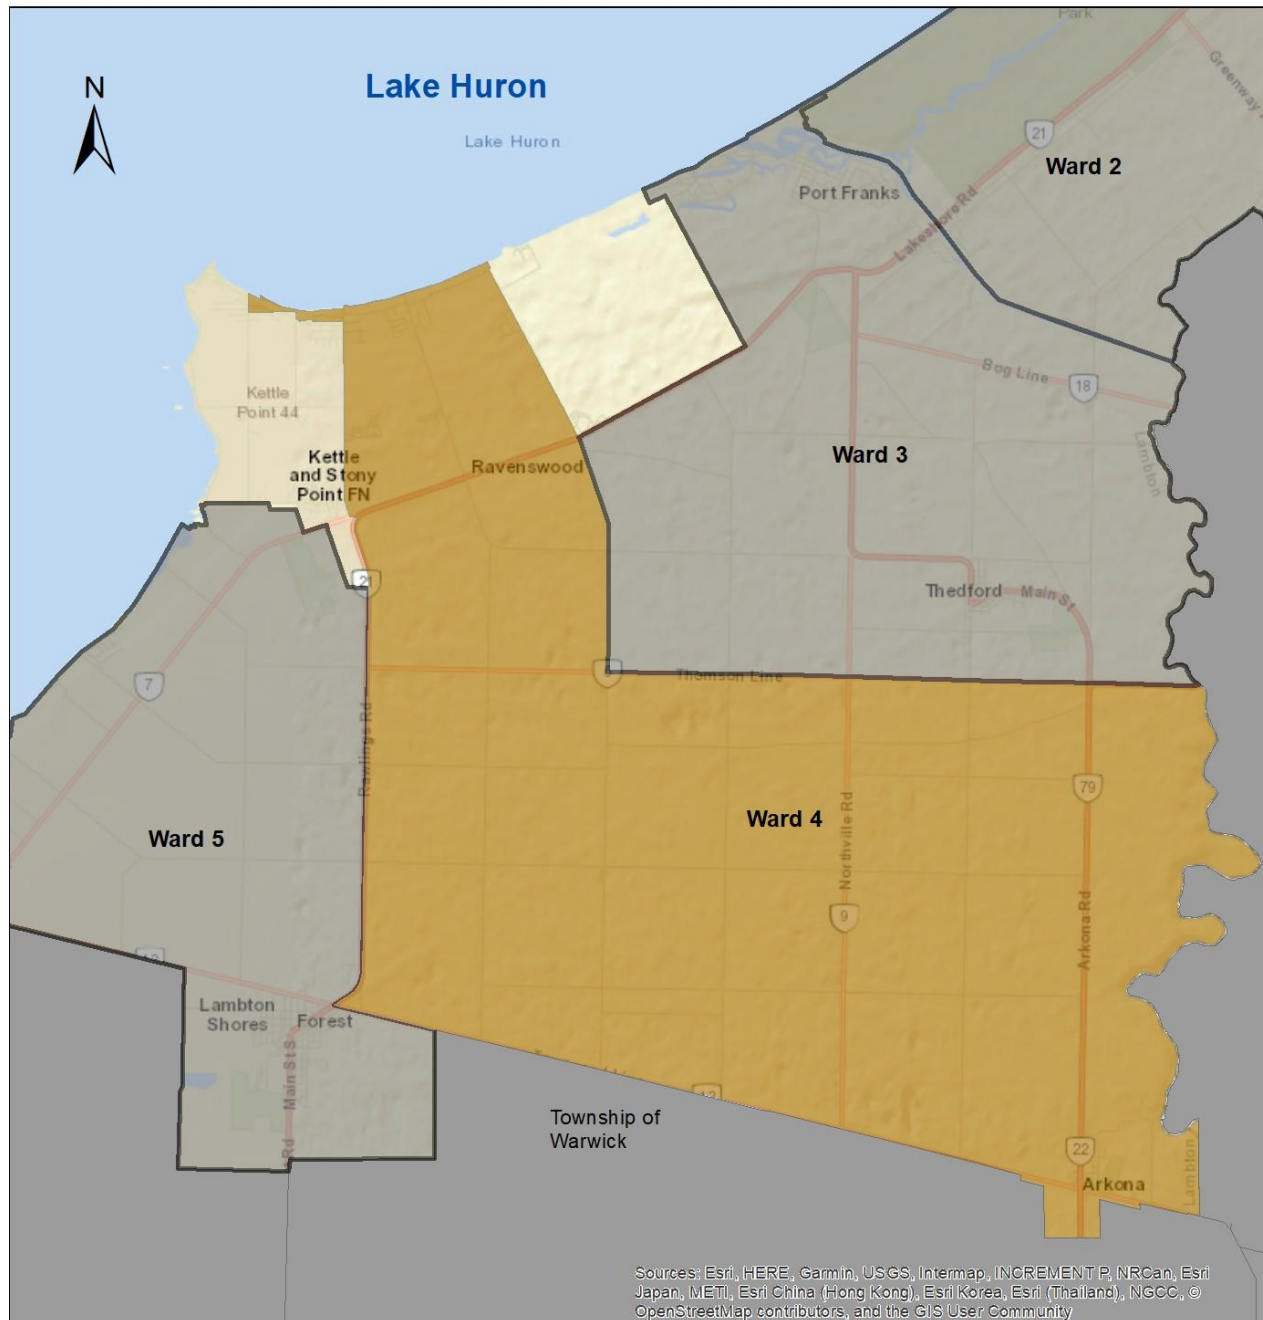 Park
N
Lake Huron
Lake Huron
Greenway
21
Ward 2
Port Franks
Lakeshore Rd
Bog Line
18
Kettle
Point 44
Kettle
and Stony
Point FN
Ravenswood
Ward 3
Lambton
21
Thedford
Main St
7
Thomson Line
Rawlings Rd
79
Ward 5
Ward 4
Northville Rd
9
Arkona Rd
12
Lambton
Shores
Forest
Main St S
Rd
12
Township of
Warwick
22
Arkona
Lambton
Sources: Esri, HERE, Garmin, USGS, Intermap, INCREMENT P, NRCan, Esri
Japan, METI, Esri China (Hong Kong), Esri Korea, Esri (Thailand), NGCC, ©
OpenStreetMap contributors, and the GIS User Community